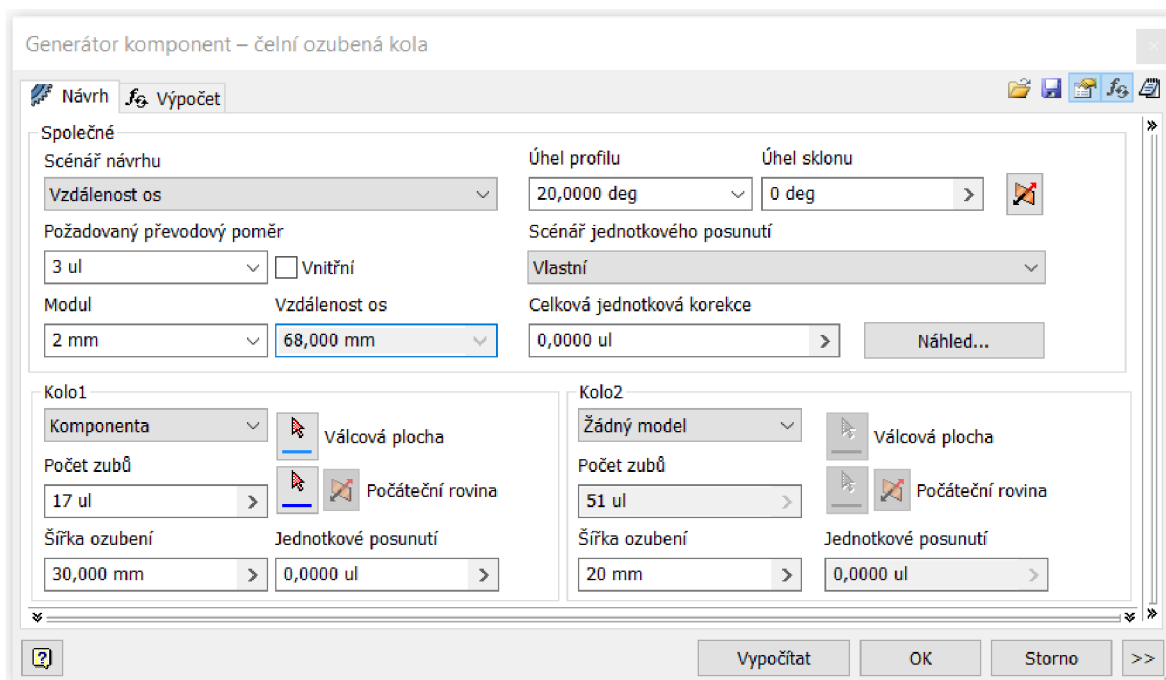 Generátor komponent – čelní ozubená kola
Návrh
Výpočet
Společné
Scénář návrhu
Úhel profilu
Úhel sklonu
Vzdálenost os
20,0000 deg
0 deg
Požadovaný převodový poměr
Scénář jednotkového posunutí
3 ul
Vnitřní
Vlastní
Modul
Vzdálenost os
Celková jednotková korekce
2 mm
68,000 mm
0,0000 ul
Náhled...
Kolo1
Kolo2
Komponenta
Válcová plocha
Žádný model
Válcová plocha
Počet zubů
Počet zubů
17 ul
Počáteční rovina
51 ul
Počáteční rovina
Šířka ozubení
Jednotkové posunutí
Šířka ozubení
Jednotkové posunutí
30,000 mm
0,0000 ul
20 mm
0,0000 ul
Vypočítat
OK
Storno
>>